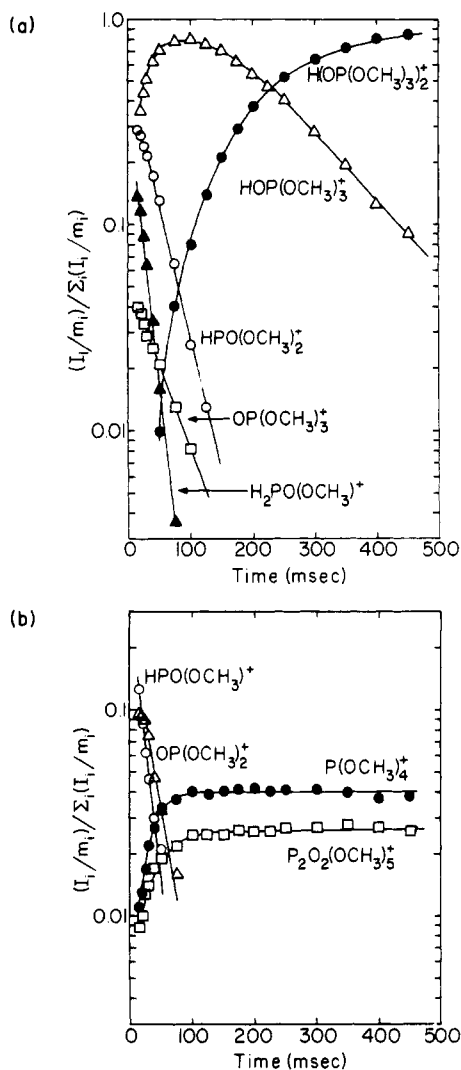 (a)
1.0
0.1
0.01
(Iᵢ/mᵢ)/Σᵢ(Iᵢ/mᵢ)
HOP(OCH₃)₃)₂⁺
HOP(OCH₃)₃⁺
HPO(OCH₃)₂⁺
OP(OCH₃)₃⁺
H₂PO(OCH₃)⁺
0 100 200 300 400 500
Time (msec)
(b)
0.1
0.01
(Iᵢ/mᵢ)/Σᵢ(Iᵢ/mᵢ)
HPO(OCH₃)⁺
OP(OCH₃)₂⁺
P(OCH₃)₄⁺
P₂O₂(OCH₃)₅⁺
0 100 200 300 400 500
Time (msec)